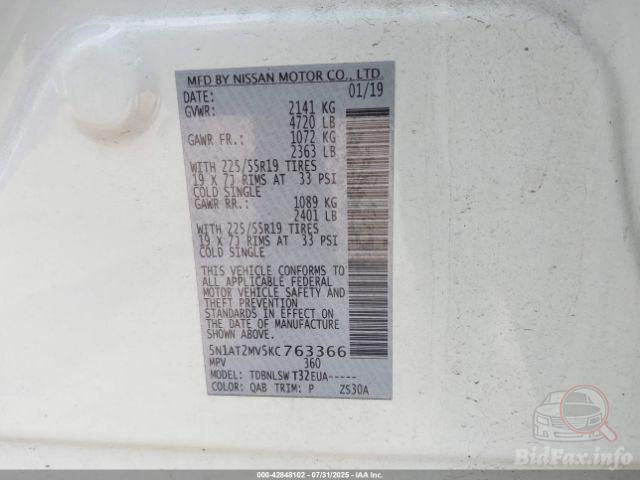 MFD BY NISSAN MOTOR CO., LTD.
DATE: 01/19
GVWR: 2141 KG
4720 LB
GAWR FR.: 1072 KG
2363 LB
WITH 225/55R19 TIRES
19 X 7J RIMS AT 33 PSI
COLD SINGLE
GAWR RR.: 1089 KG
2401 LB
WITH 225/55R19 TIRES
19 X 7J RIMS AT 33 PSI
COLD SINGLE
THIS VEHICLE CONFORMS TO
ALL APPLICABLE FEDERAL
MOTOR VEHICLE SAFETY AND
THEFT PREVENTION
STANDARDS IN EFFECT ON
THE DATE OF MANUFACTURE
SHOWN ABOVE.
5N1AT2MV5KC763366
MPV 360
MODEL: TDBNLSW T32EUA-----
COLOR: QAB TRIM: P ZS30A
BidFax.info
000-42848102 - 07/31/2025 - IAA Inc.